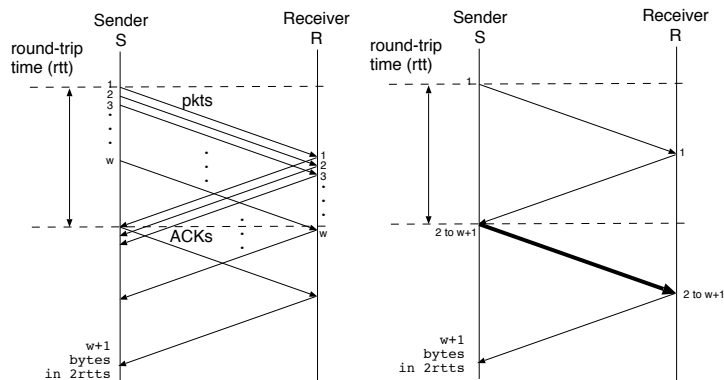 Sender
S
Receiver
R
round-trip
time (rtt)
1
2
3
.
.
.
w
pkts
.
.
.
1
2
3
.
.
.
w
ACKs
.
.
.
w+1
bytes
in 2rtts
Sender
S
Receiver
R
round-trip
time (rtt)
1
1
2 to w+1
2 to w+1
w+1
bytes
in 2rtts